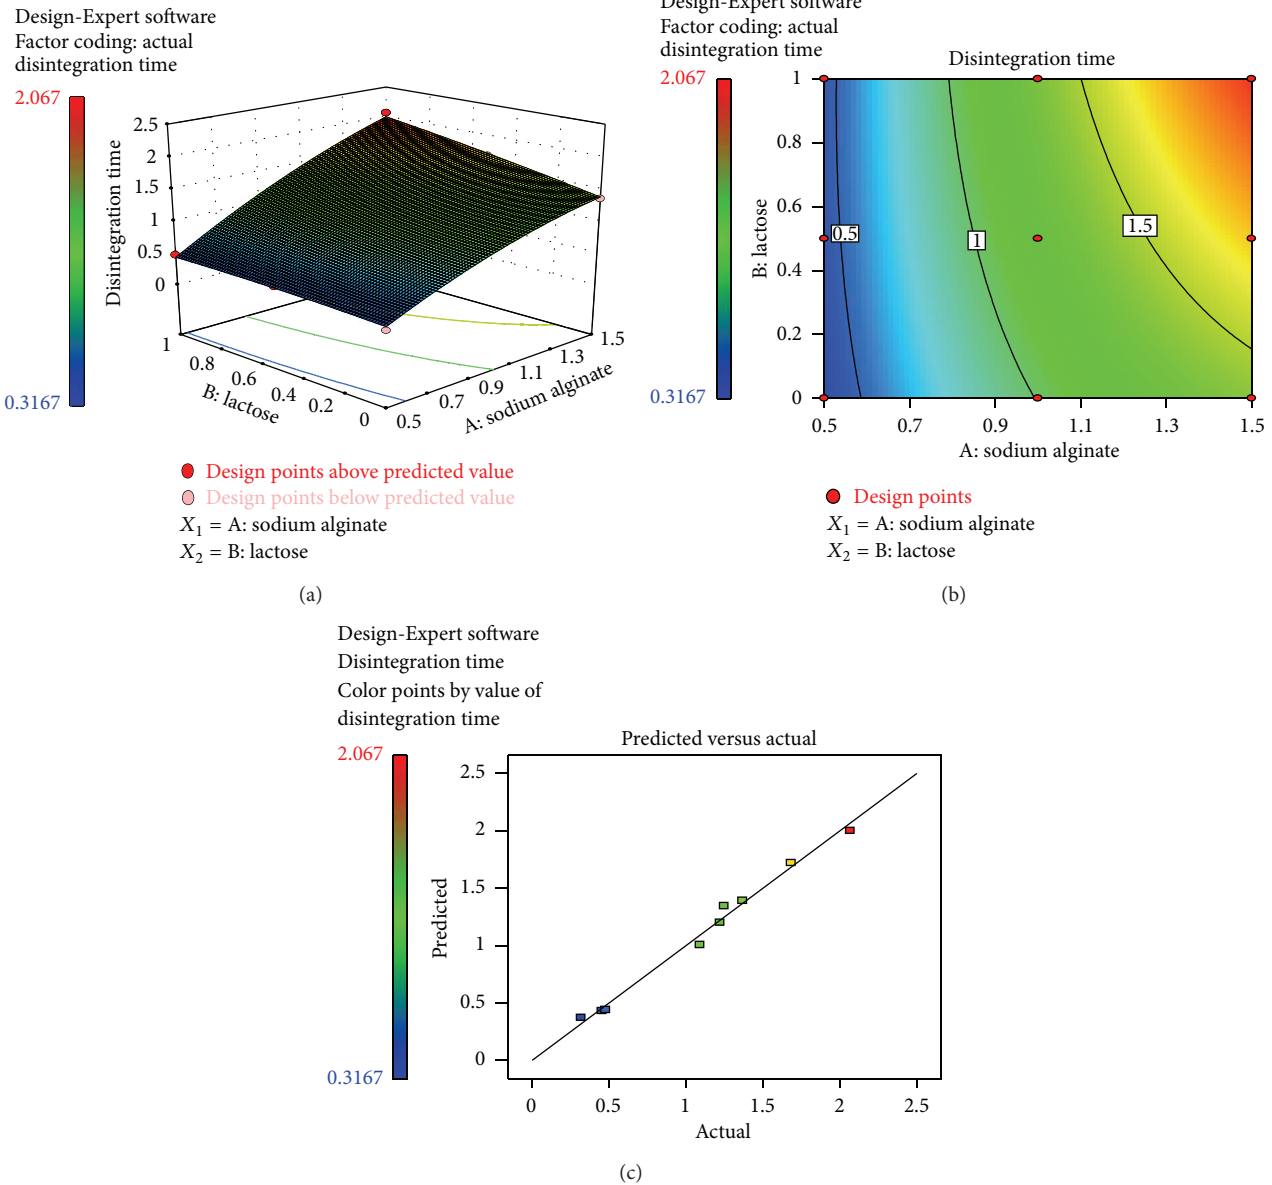 Design-Expert software
Factor coding: actual
disintegration time
2.067
0.3167
Disintegration time
2.5
2
1.5
1
0.5
0
1
0.8
0.6
0.4
0.2
0
B: lactose
0.5
0.7
0.9
1.1
1.3
1.5
A: sodium alginate
Design points above predicted value
Design points below predicted value
X1 = A: sodium alginate
X2 = B: lactose
(a)
Design-Expert software
Factor coding: actual
disintegration time
2.067
0.3167
Disintegration time
B: lactose
1
0.8
0.6
0.4
0.2
0
0.5
1
1.5
0.5
0.7
0.9
1.1
1.3
1.5
A: sodium alginate
Design points
X1 = A: sodium alginate
X2 = B: lactose
(b)
Design-Expert software
Disintegration time
Color points by value of
disintegration time
2.067
0.3167
Predicted versus actual
Predicted
2.5
2
1.5
1
0.5
0
0
0.5
1
1.5
2
2.5
Actual
(c)